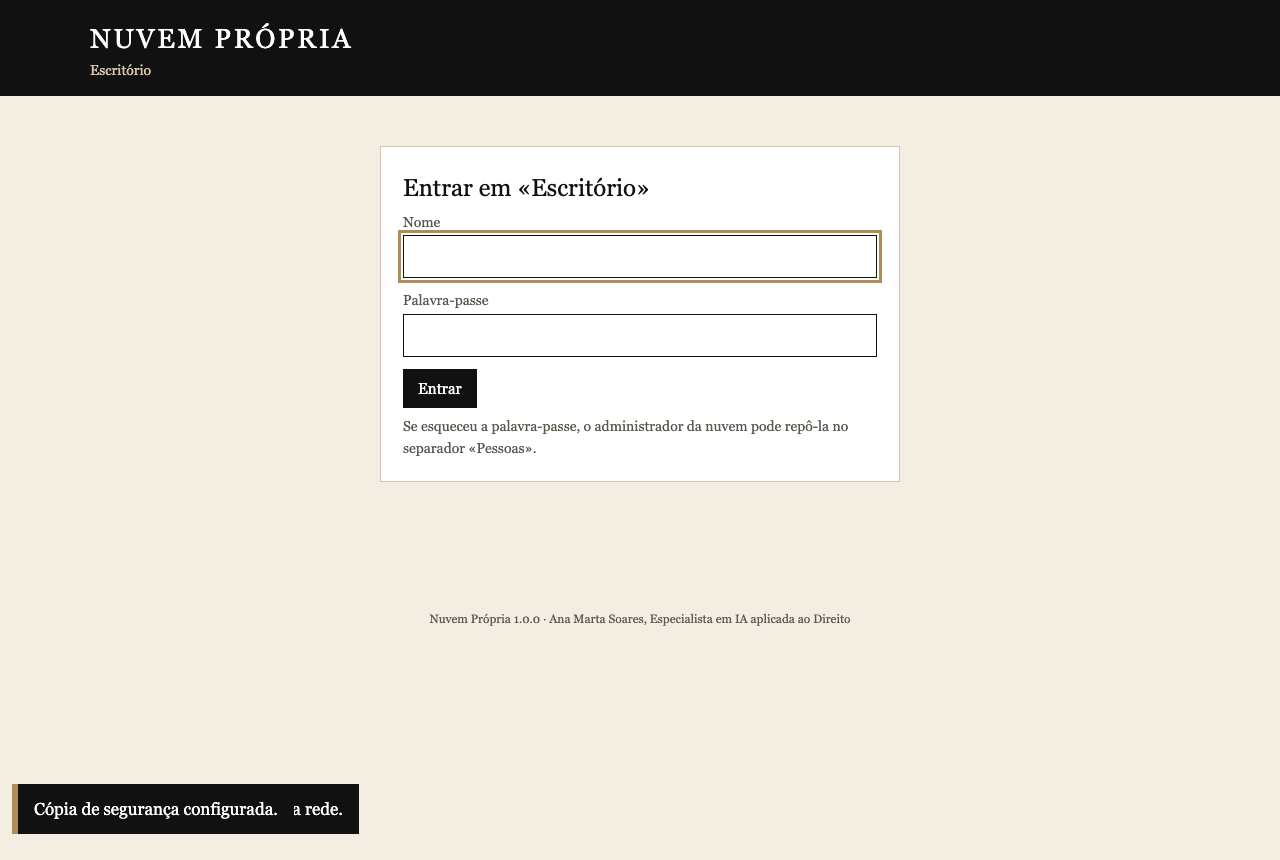 NUVEM PRÓPRIA
Escritório
Entrar em «Escritório»
Nome
Palavra-passe
Entrar
Se esqueceu a palavra-passe, o administrador da nuvem pode repô-la no
separador «Pessoas».
Nuvem Própria 1.0.0 · Ana Marta Soares, Especialista em IA aplicada ao Direito
Cópia de segurança configurada. a rede.